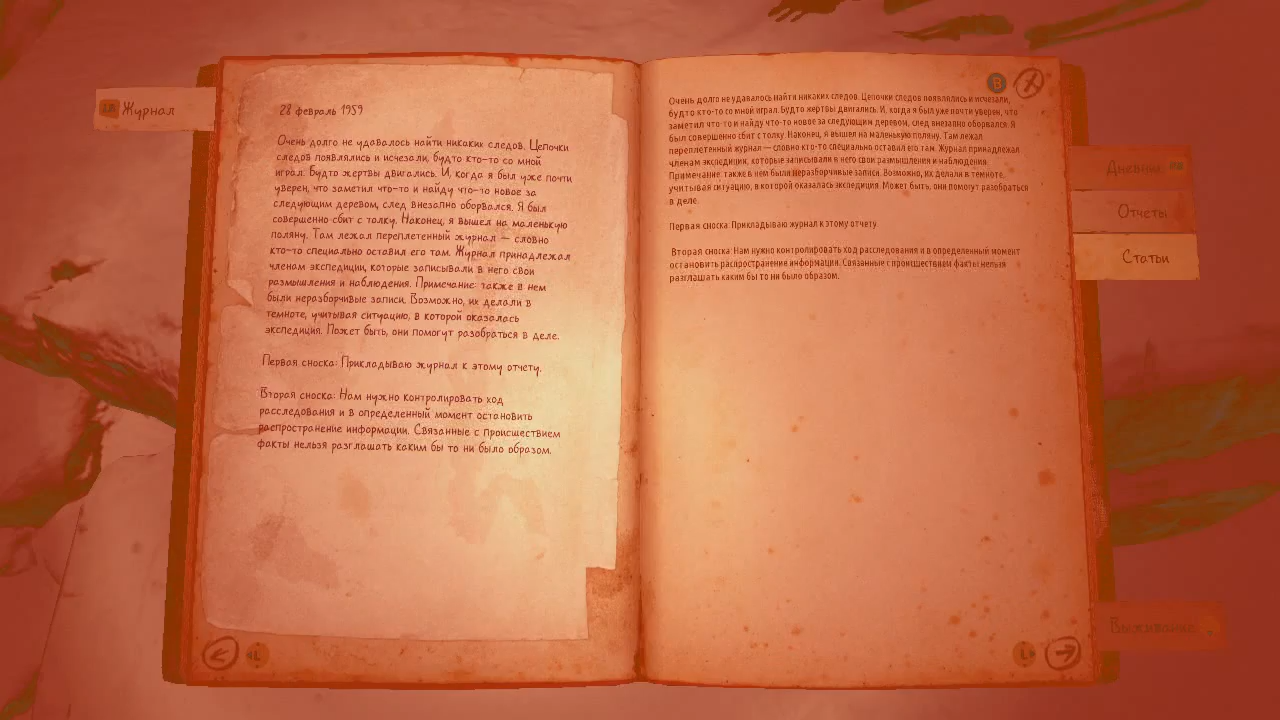 LB Журнал
28 февраль 1959
Очень долго не удавалось найти никаких следов. Цепочки
следов появлялись и исчезали, будто кто-то со мной
играл. Будто жертвы двигались. И, когда я был уже почти
уверен, что заметил что-то и найду что-то новое за
следующим деревом, след внезапно оборвался. Я был
совершенно сбит с толку. Наконец, я вышел на маленькую
поляну. Там лежал переплетенный журнал — словно
кто-то специально оставил его там. Журнал принадлежал
членам экспедиции, которые записывали в него свои
размышления и наблюдения. Примечание: также в нем
были неразборчивые записи. Возможно, их делали в
темноте, учитывая ситуацию, в которой оказалась
экспедиция. Может быть, они помогут разобраться в деле.
Первая сноска: Прикладываю журнал к этому отчету.
Вторая сноска: Нам нужно контролировать ход
расследования и в определенный момент остановить
распространение информации. Связанные с происшествием
факты нельзя разглашать каким бы то ни было образом.
L
B X
Очень долго не удавалось найти никаких следов. Цепочки следов появлялись и исчезали,
будто кто-то со мной играл. Будто жертвы двигались. И, когда я был уже почти уверен, что
заметил что-то и найду что-то новое за следующим деревом, след внезапно оборвался. Я
был совершенно сбит с толку. Наконец, я вышел на маленькую поляну. Там лежал
переплетенный журнал — словно кто-то специально оставил его там. Журнал принадлежал
членам экспедиции, которые записывали в него свои размышления и наблюдения.
Примечание: также в нем были неразборчивые записи. Возможно, их делали в темноте,
учитывая ситуацию, в которой оказалась экспедиция. Может быть, они помогут разобраться
в деле.
Первая сноска: Прикладываю журнал к этому отчету.
Вторая сноска: Нам нужно контролировать ход расследования и в определенный момент
остановить распространение информации. Связанные с происшествием факты нельзя
разглашать каким бы то ни было образом.
L
Дневник
Отчеты
Статьи
Выживание